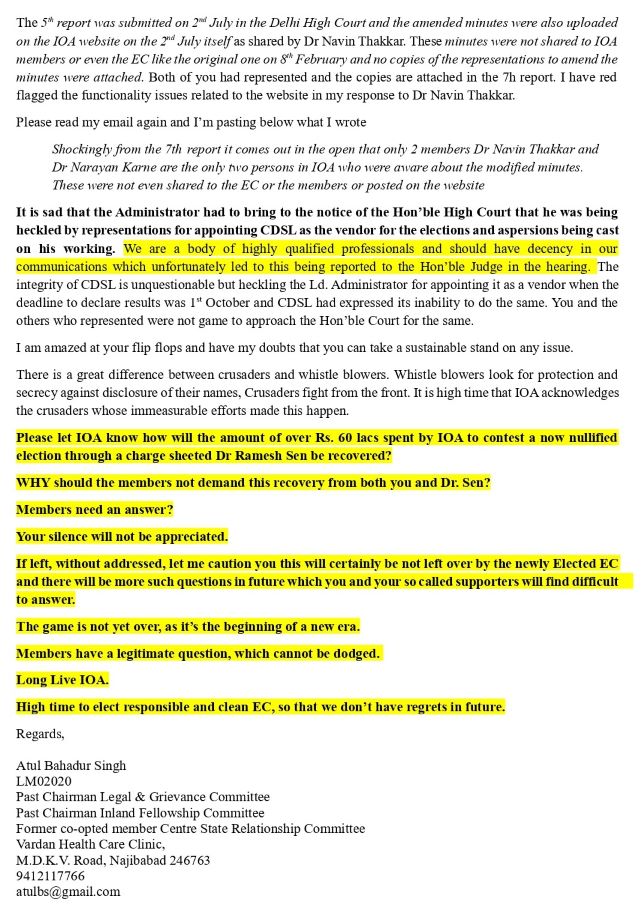 The 5th report was submitted on 2nd July in the Delhi High Court and the amended minutes were also uploaded
on the IOA website on the 2nd July itself as shared by Dr Navin Thakkar. These minutes were not shared to IOA
members or even the EC like the original one on 8th February and no copies of the representations to amend the
minutes were attached. Both of you had represented and the copies are attached in the 7h report. I have red
flagged the functionality issues related to the website in my response to Dr Navin Thakkar.
Please read my email again and I'm pasting below what I wrote
Shockingly from the 7th report it comes out in the open that only 2 members Dr Navin Thakkar and
Dr Narayan Karne are the only two persons in IOA who were aware about the modified minutes.
These were not even shared to the EC or the members or posted on the website
It is sad that the Administrator had to bring to the notice of the Hon'ble High Court that he was being
heckled by representations for appointing CDSL as the vendor for the elections and aspersions being cast
on his working. We are a body of highly qualified professionals and should have decency in our
communications which unfortunately led to this being reported to the Hon'ble Judge in the hearing. The
integrity of CDSL is unquestionable but heckling the Ld. Administrator for appointing it as a vendor when the
deadline to declare results was 1st October and CDSL had expressed its inability to do the same. You and the
others who represented were not game to approach the Hon'ble Court for the same.
I am amazed at your flip flops and have my doubts that you can take a sustainable stand on any issue.
There is a great difference between crusaders and whistle blowers. Whistle blowers look for protection and
secrecy against disclosure of their names, Crusaders fight from the front. It is high time that IOA acknowledges
the crusaders whose immeasurable efforts made this happen.
Please let IOA know how will the amount of over Rs. 60 lacs spent by IOA to contest a now nullified
election through a charge sheeted Dr Ramesh Sen be recovered?
WHY should the members not demand this recovery from both you and Dr. Sen?
Members need an answer?
Your silence will not be appreciated.
If left, without addressed, let me caution you this will certainly be not left over by the newly Elected EC
and there will be more such questions in future which you and your so called supporters will find difficult
to answer.
The game is not yet over, as it's the beginning of a new era.
Members have a legitimate question, which cannot be dodged.
Long Live IOA.
High time to elect responsible and clean EC, so that we don't have regrets in future.
Regards,
Atul Bahadur Singh
LM02020
Past Chairman Legal & Grievance Committee
Past Chairman Inland Fellowship Committee
Former co-opted member Centre State Relationship Committee
Vardan Health Care Clinic,
M.D.K.V. Road, Najibabad 246763
9412117766
atulbs@gmail.com